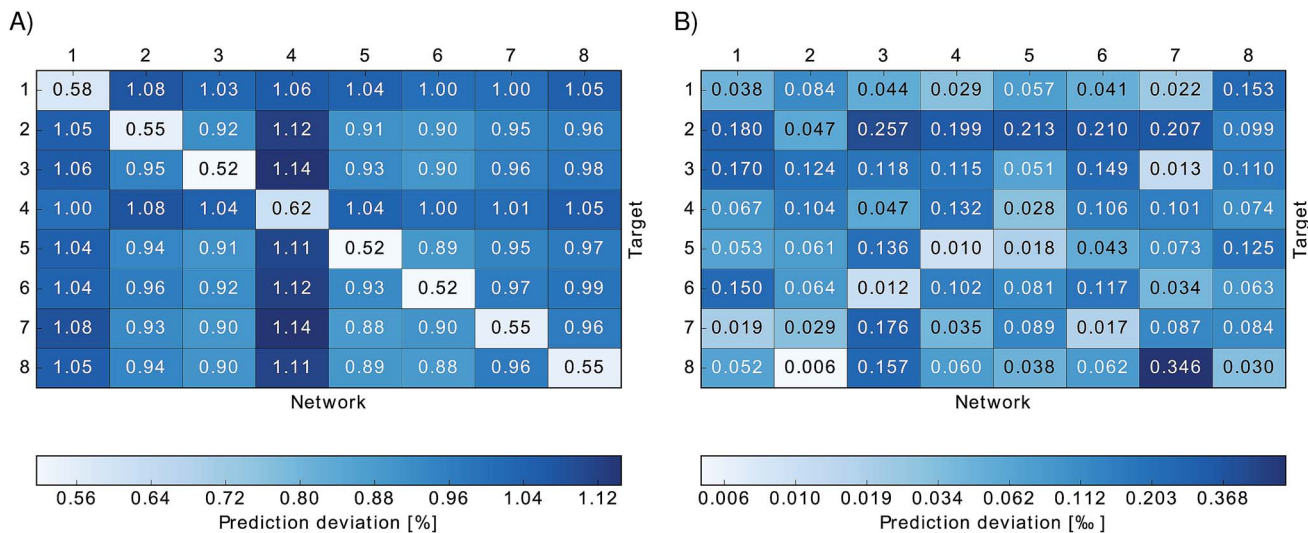 A)
1 2 3 4 5 6 7 8
1 0.58 1.08 1.03 1.06 1.04 1.00 1.00 1.05
2 1.05 0.55 0.92 1.12 0.91 0.90 0.95 0.96
3 1.06 0.95 0.52 1.14 0.93 0.90 0.96 0.98
4 1.00 1.08 1.04 0.62 1.04 1.00 1.01 1.05
5 1.04 0.94 0.91 1.11 0.52 0.89 0.95 0.97
6 1.04 0.96 0.92 1.12 0.93 0.52 0.97 0.99
7 1.08 0.93 0.90 1.14 0.88 0.90 0.55 0.96
8 1.05 0.94 0.90 1.11 0.89 0.88 0.96 0.55
Target
Network
0.56 0.64 0.72 0.80 0.88 0.96 1.04 1.12
Prediction deviation [%]
B)
1 2 3 4 5 6 7 8
1 0.038 0.084 0.044 0.029 0.057 0.041 0.022 0.153
2 0.180 0.047 0.257 0.199 0.213 0.210 0.207 0.099
3 0.170 0.124 0.118 0.115 0.051 0.149 0.013 0.110
4 0.067 0.104 0.047 0.132 0.028 0.106 0.101 0.074
5 0.053 0.061 0.136 0.010 0.018 0.043 0.073 0.125
6 0.150 0.064 0.012 0.102 0.081 0.117 0.034 0.063
7 0.019 0.029 0.176 0.035 0.089 0.017 0.087 0.084
8 0.052 0.006 0.157 0.060 0.038 0.062 0.346 0.030
Target
Network
0.006 0.010 0.019 0.034 0.062 0.112 0.203 0.368
Prediction deviation [‰ ]